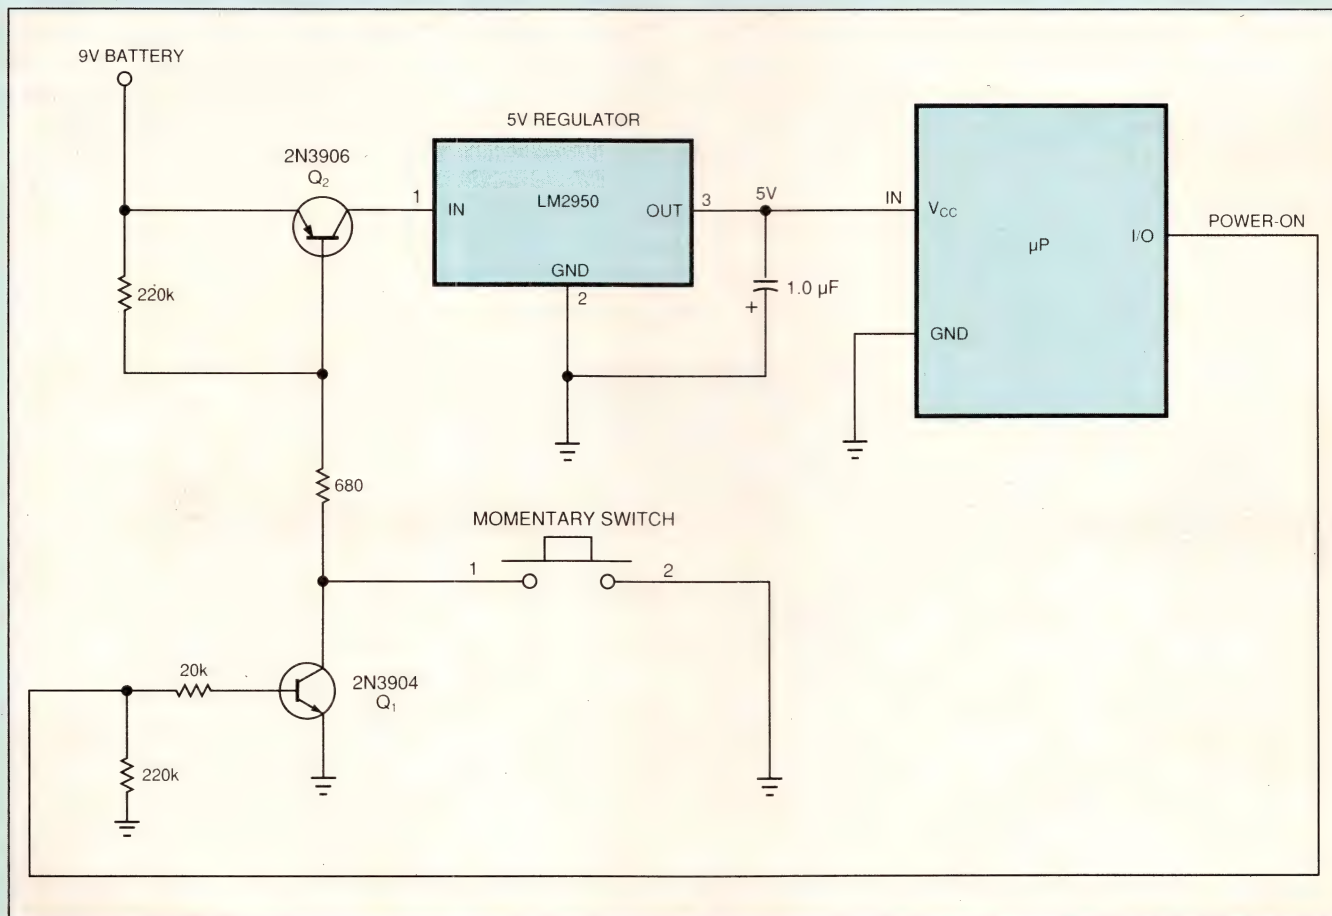 9V BATTERY
220k
2N3906
Q₂
5V REGULATOR
1
IN
LM2950
OUT
3
GND
2
5V
1.0 µF
+
IN
V_CC
µP
I/O
GND
POWER-ON
680
MOMENTARY SWITCH
1
2
20k
2N3904
Q₁
220k